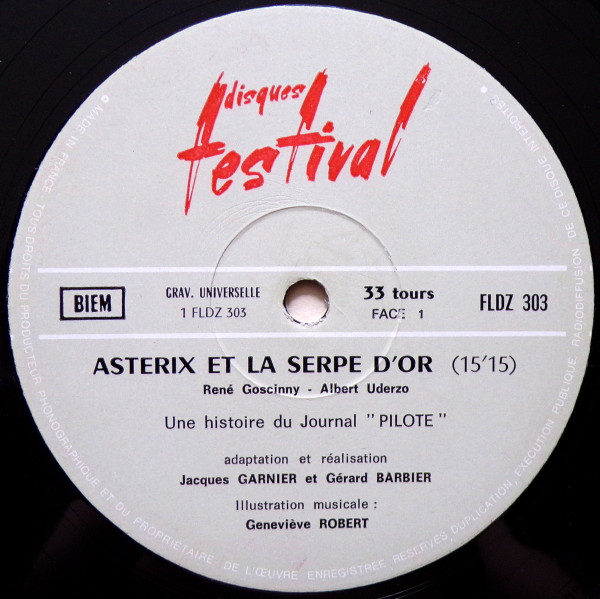 disques
festival
BIEM
GRAV. UNIVERSELLE
1 FLDZ 303
33 tours
FACE 1
FLDZ 303
ASTERIX ET LA SERPE D'OR (15'15)
René Goscinny - Albert Uderzo
Une histoire du Journal "PILOTE"
adaptation et réalisation
Jacques GARNIER et Gérard BARBIER
Illustration musicale :
Geneviève ROBERT
• MADE IN FRANCE TOUS DROITS DU PRODUCTEUR PHONOGRAPHIQUE ET DU PROPRIÉTAIRE DE L'ŒUVRE ENREGISTREE RESERVES DUPLICATION, EXECUTION PUBLIQUE RADIODIFFUSION DE CE DISQUE INTERDITES •